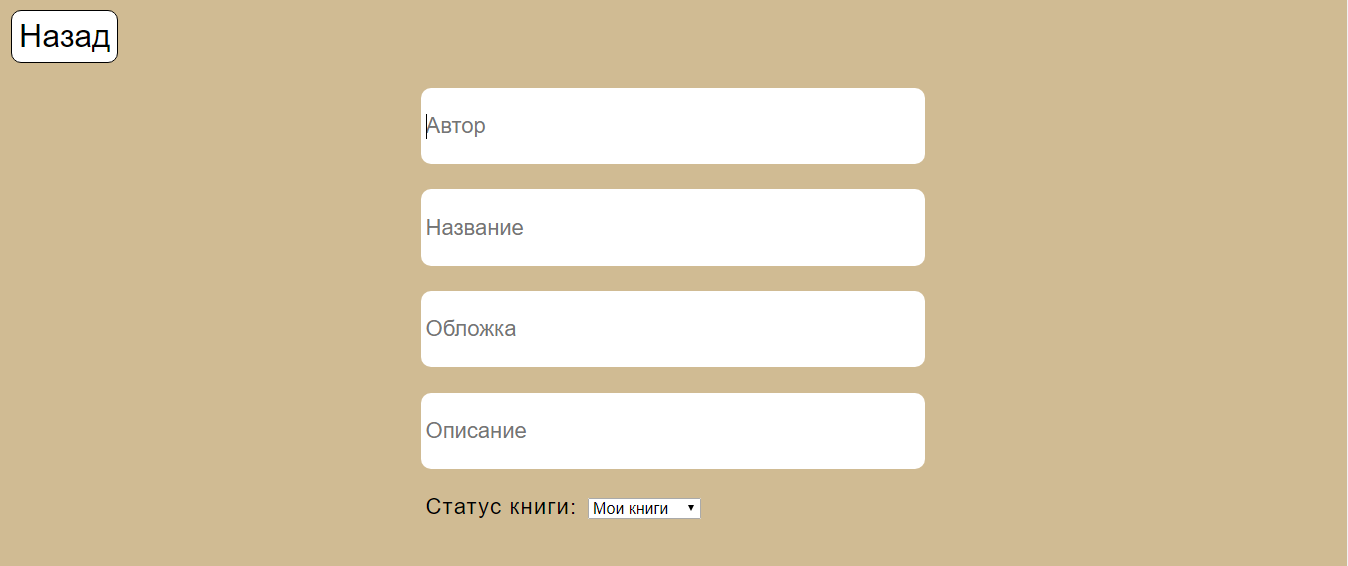 Назад
Автор
Название
Обложка
Описание
Статус книги: Мои книги